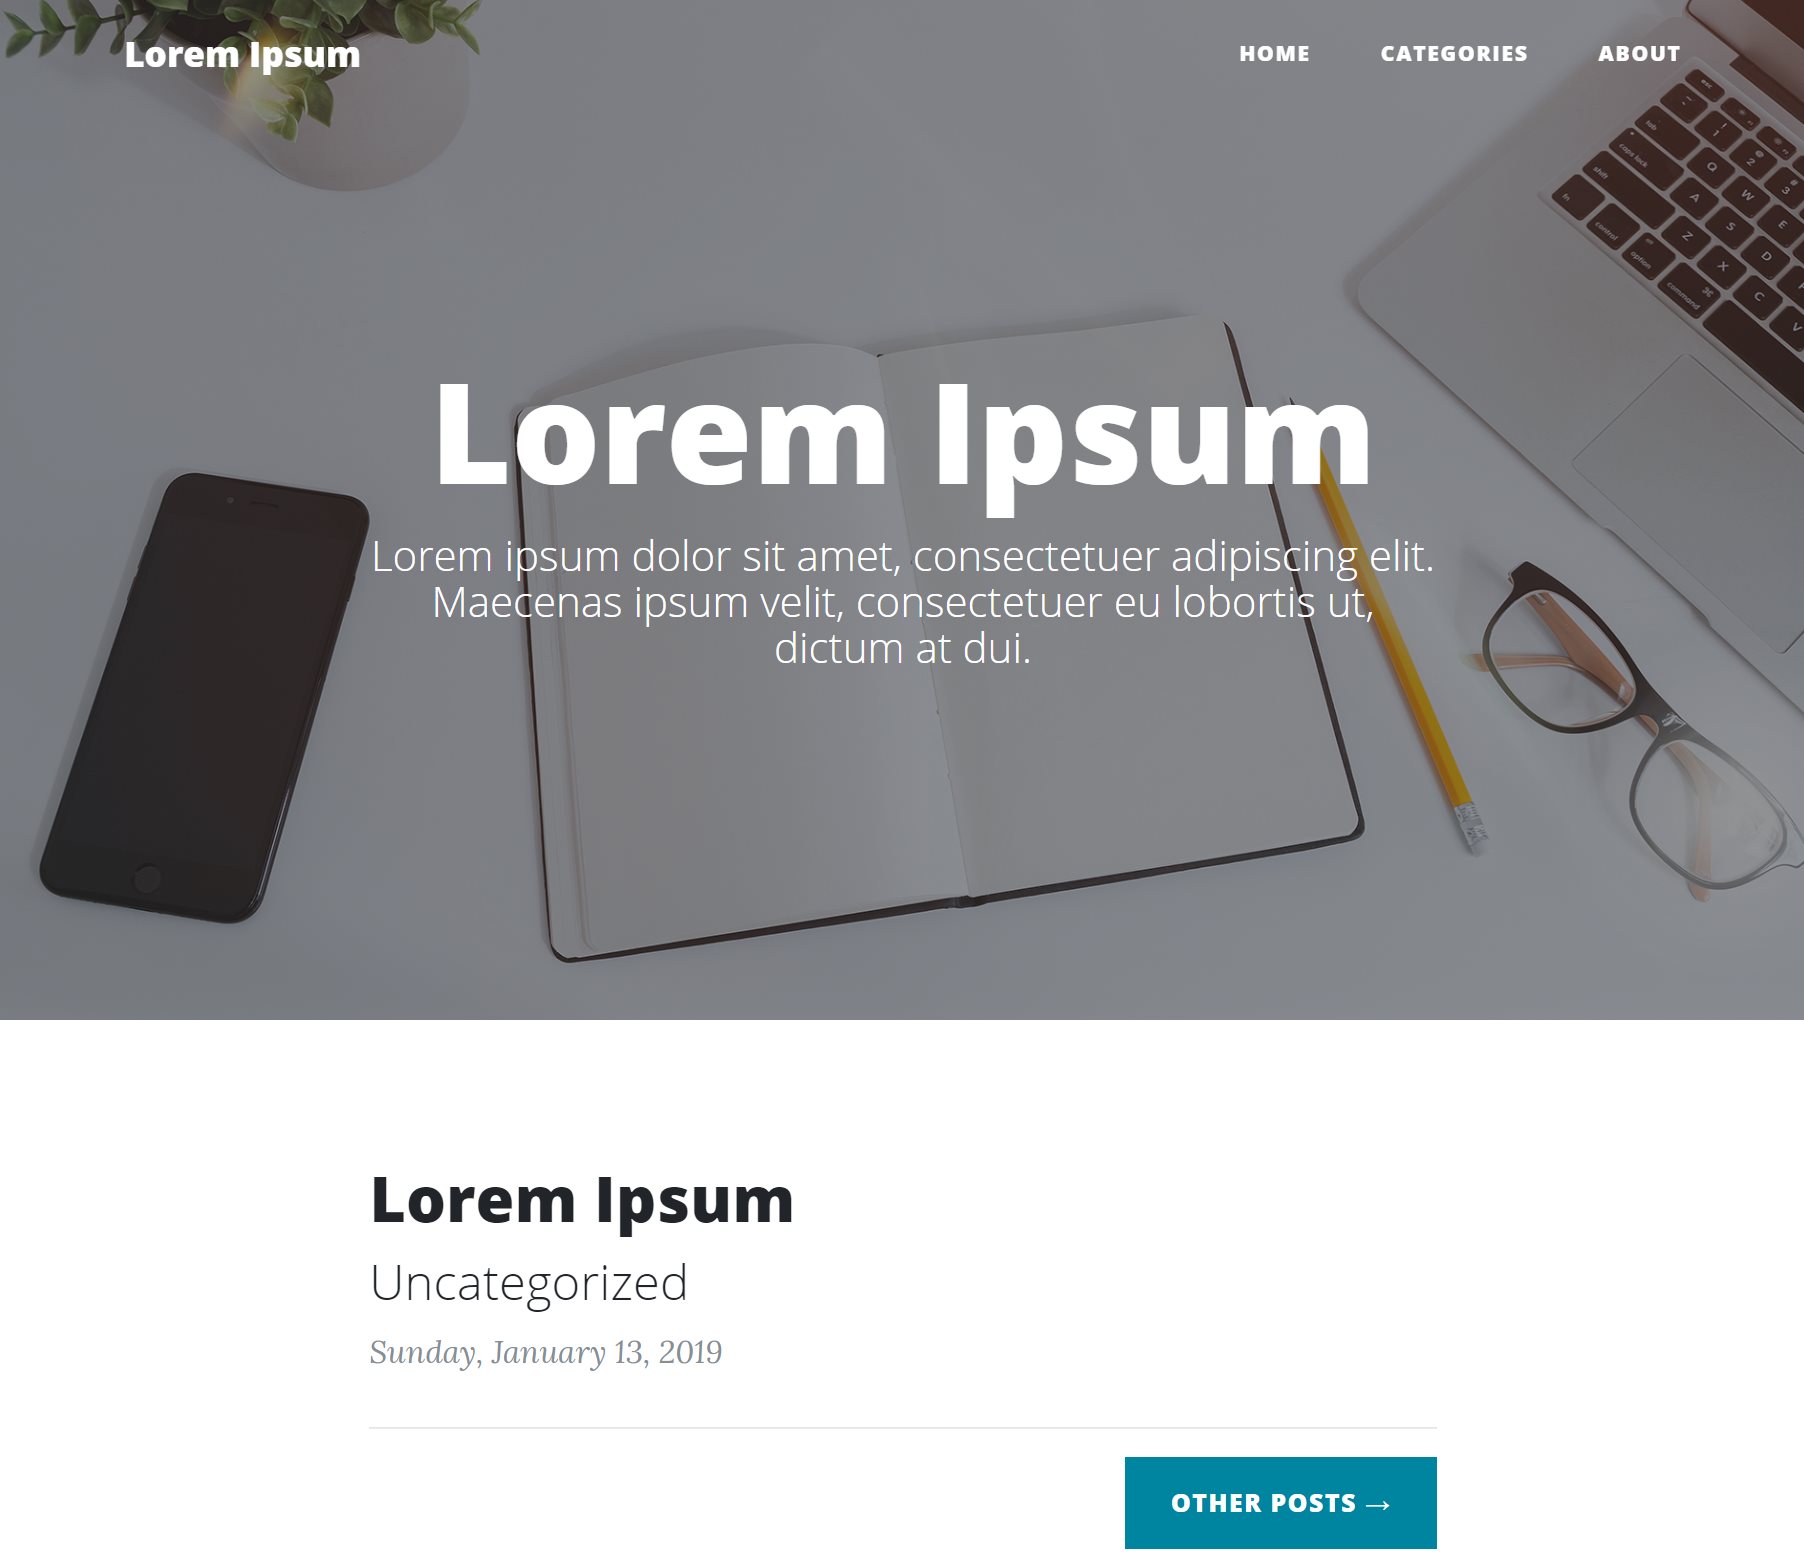 Lorem Ipsum
HOME CATEGORIES ABOUT
Lorem Ipsum
Lorem ipsum dolor sit amet, consectetuer adipiscing elit.
Maecenas ipsum velit, consectetuer eu lobortis ut,
dictum at dui.
Lorem Ipsum
Uncategorized
Sunday, January 13, 2019
OTHER POSTS →